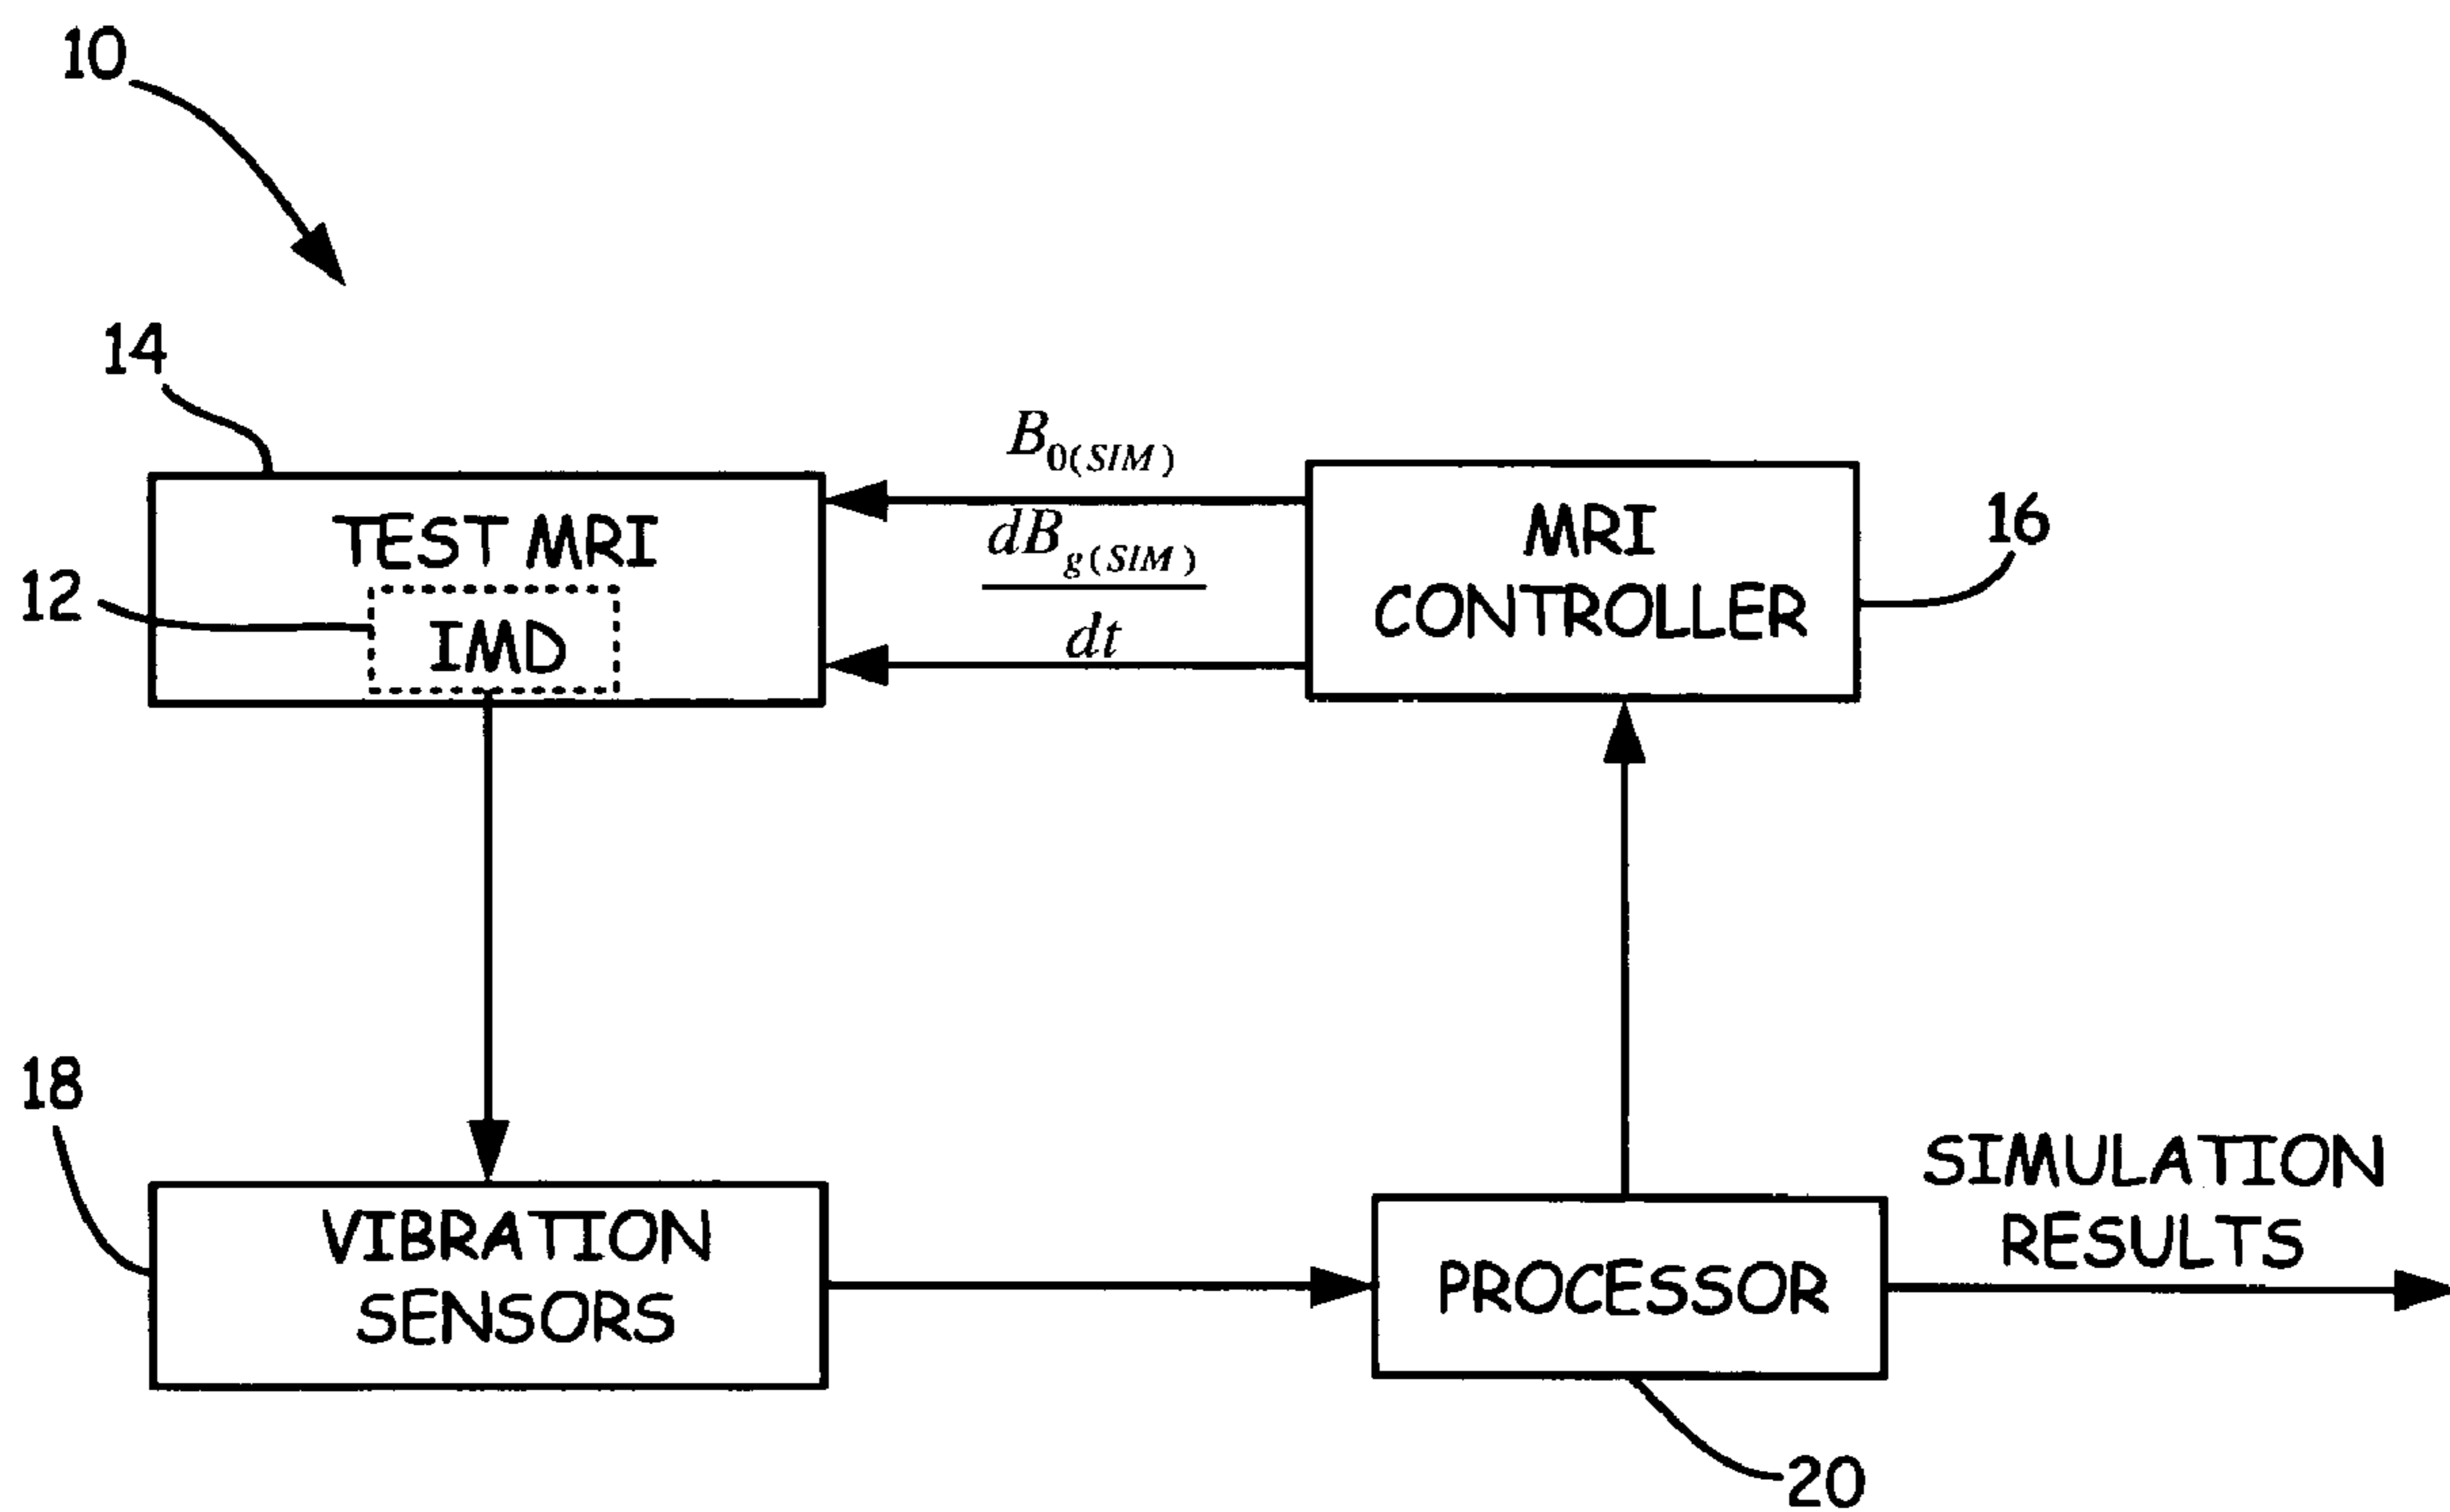 10
14
B0(SIM)
TEST MRI
dBg(SIM)
dt
MRI
CONTROLLER
16
12
IMD
18
VIBRATION
SENSORS
PROCESSOR
SIMULATION
RESULTS
20